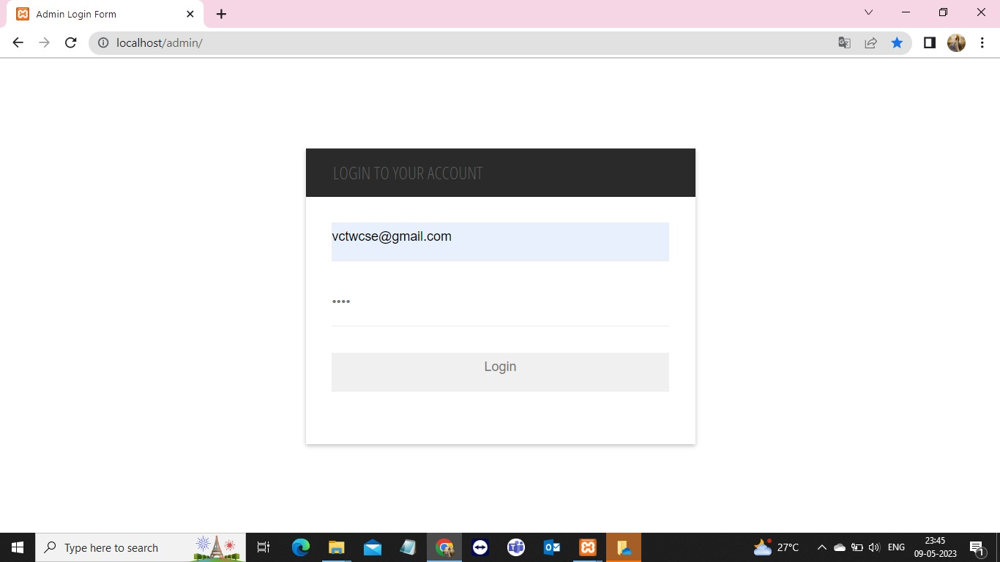 Admin Login Form
localhost/admin/
LOGIN TO YOUR ACCOUNT
vctwcse@gmail.com
••••
Login
Type here to search
27°C
ENG
23:45
09-05-2023
1